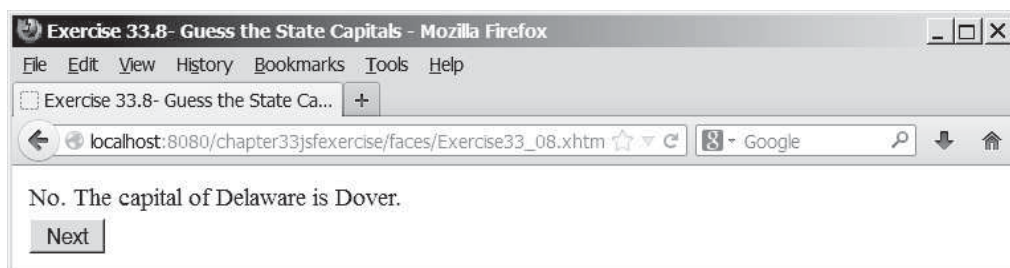 Exercise 33.8- Guess the State Capitals - Mozilla Firefox
File Edit View History Bookmarks Tools Help
Exercise 33.8- Guess the State Ca... +
localhost:8080/chapter33jsfexercise/faces/Exercise33_08.xhtm
8 Google
No. The capital of Delaware is Dover.
Next